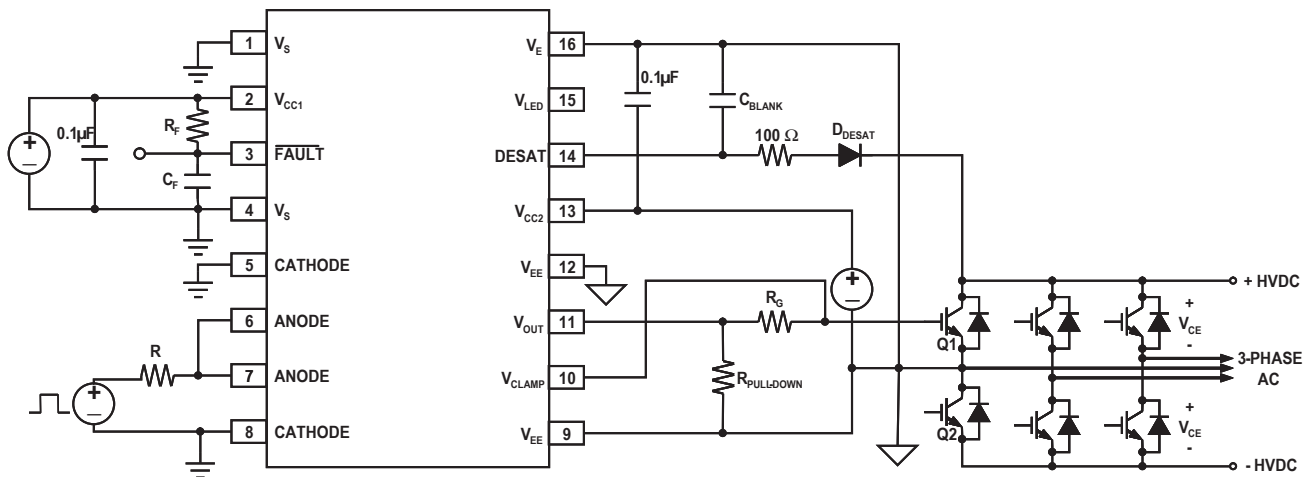 1 V_S
2 V_CC1
3 FAULT
4 V_S
5 CATHODE
6 ANODE
7 ANODE
8 CATHODE
V_E 16
V_LED 15
DESAT 14
V_CC2 13
V_EE 12
V_OUT 11
V_CLAMP 10
V_EE 9
+
–
0.1µF
R_F
C_F
R
+
–
0.1µF
C_BLANK
100 Ω
D_DESAT
+
–
R_G
R_PULL-DOWN
Q1
Q2
+
V_CE
-
+
V_CE
-
+ HVDC
3-PHASE
AC
- HVDC